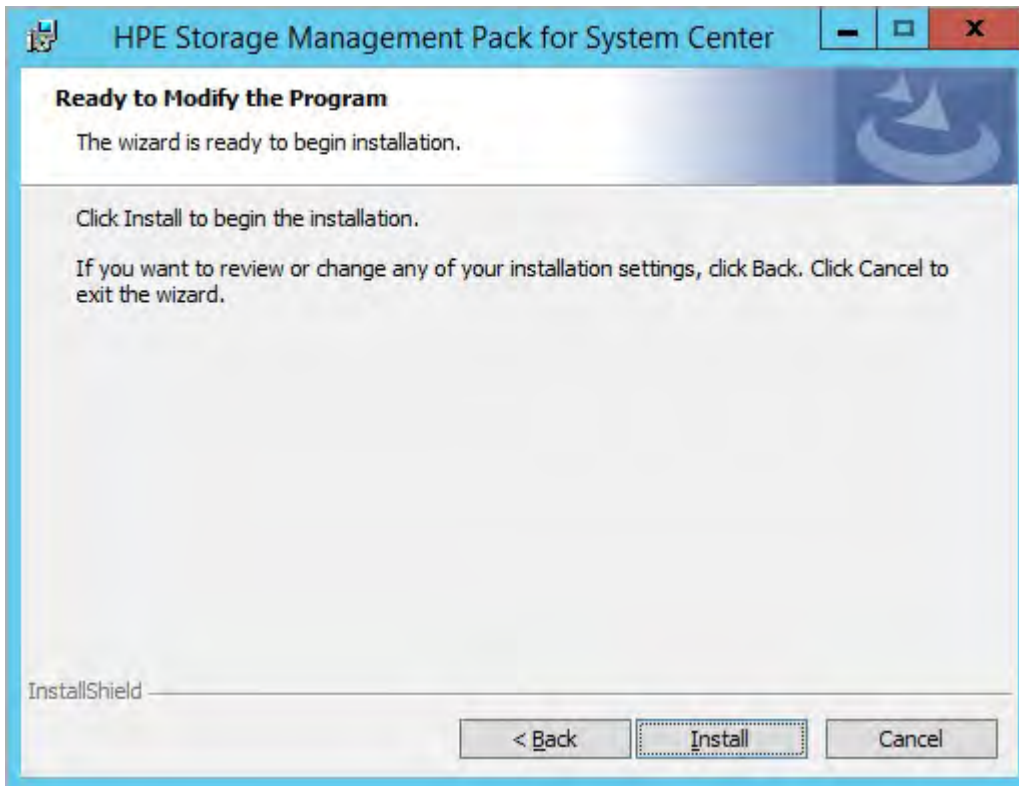 HPE Storage Management Pack for System Center
Ready to Modify the Program
The wizard is ready to begin installation.
Click Install to begin the installation.
If you want to review or change any of your installation settings, click Back. Click Cancel to
exit the wizard.
InstallShield
< Back
Install
Cancel